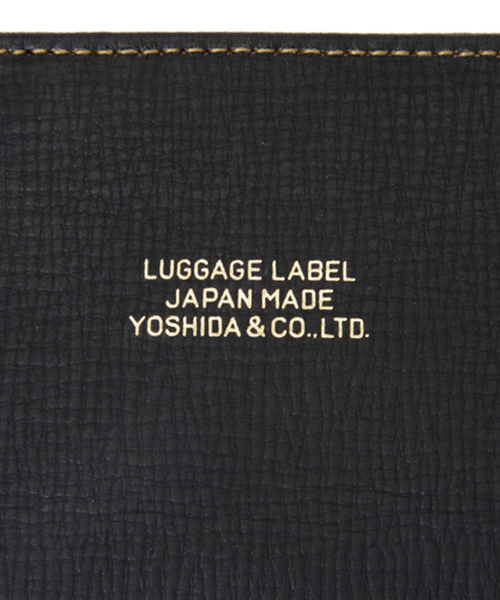 LUGGAGE LABEL
JAPAN MADE
YOSHIDA & CO.,LTD.